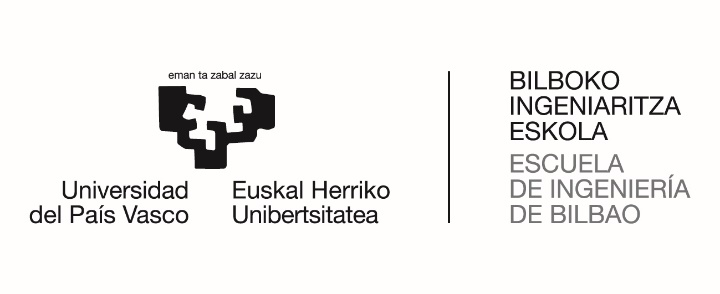 eman ta zabal zazu
Universidad
del País Vasco
Euskal Herriko
Unibertsitatea
BILBOKO
INGENIARITZA
ESKOLA
ESCUELA
DE INGENIERÍA
DE BILBAO